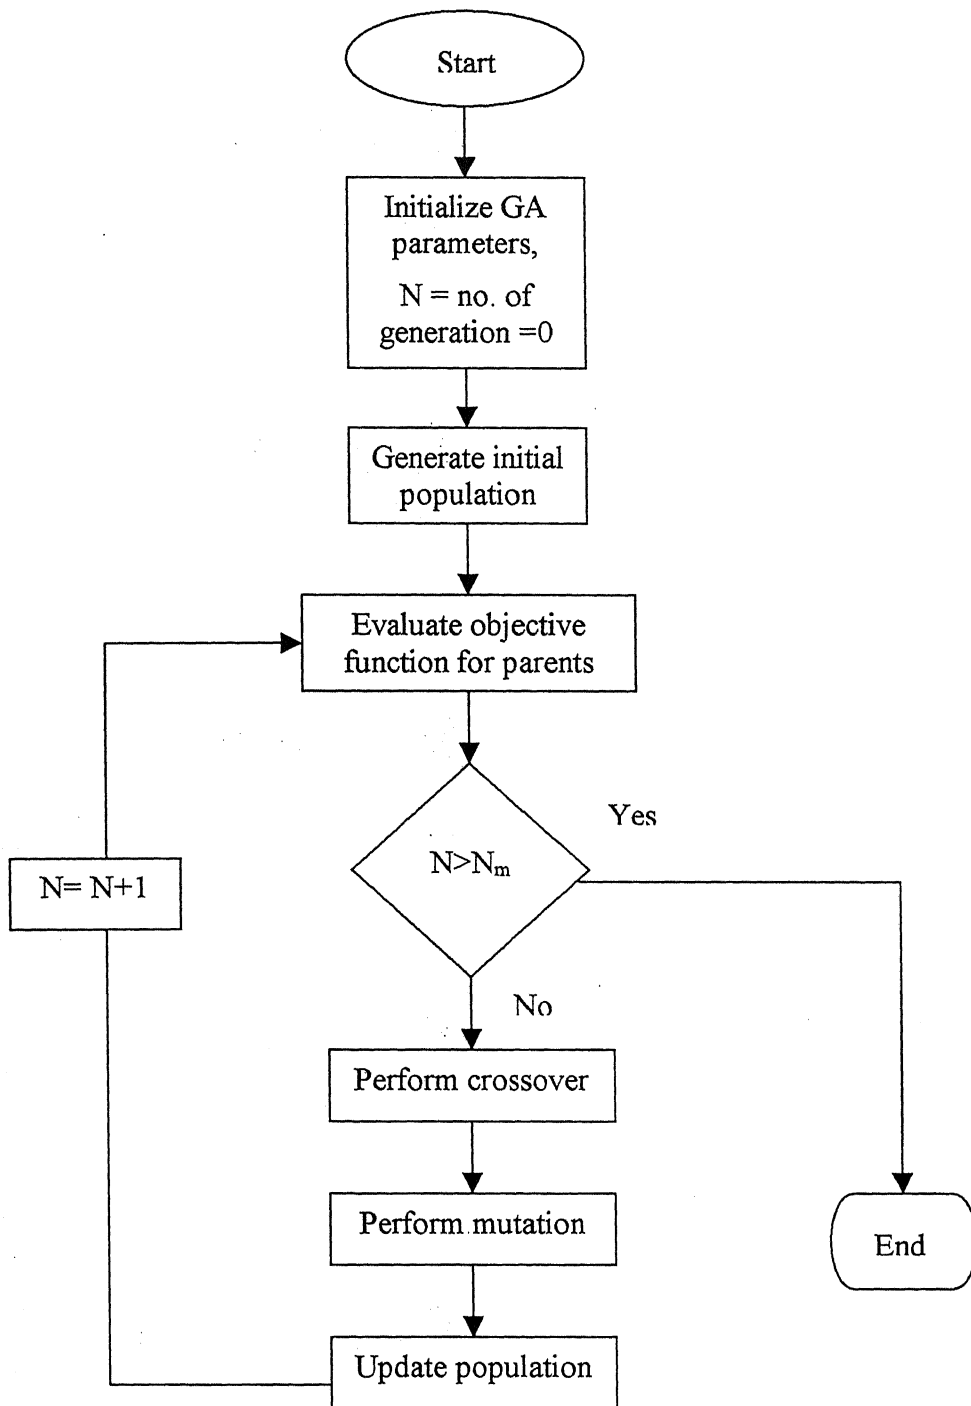 Start
Initialize GA
parameters,
N = no. of
generation =0
Generate initial
population
Evaluate objective
function for parents
Yes
N>Nₘ
N= N+1
No
Perform crossover
Perform mutation
End
Update population